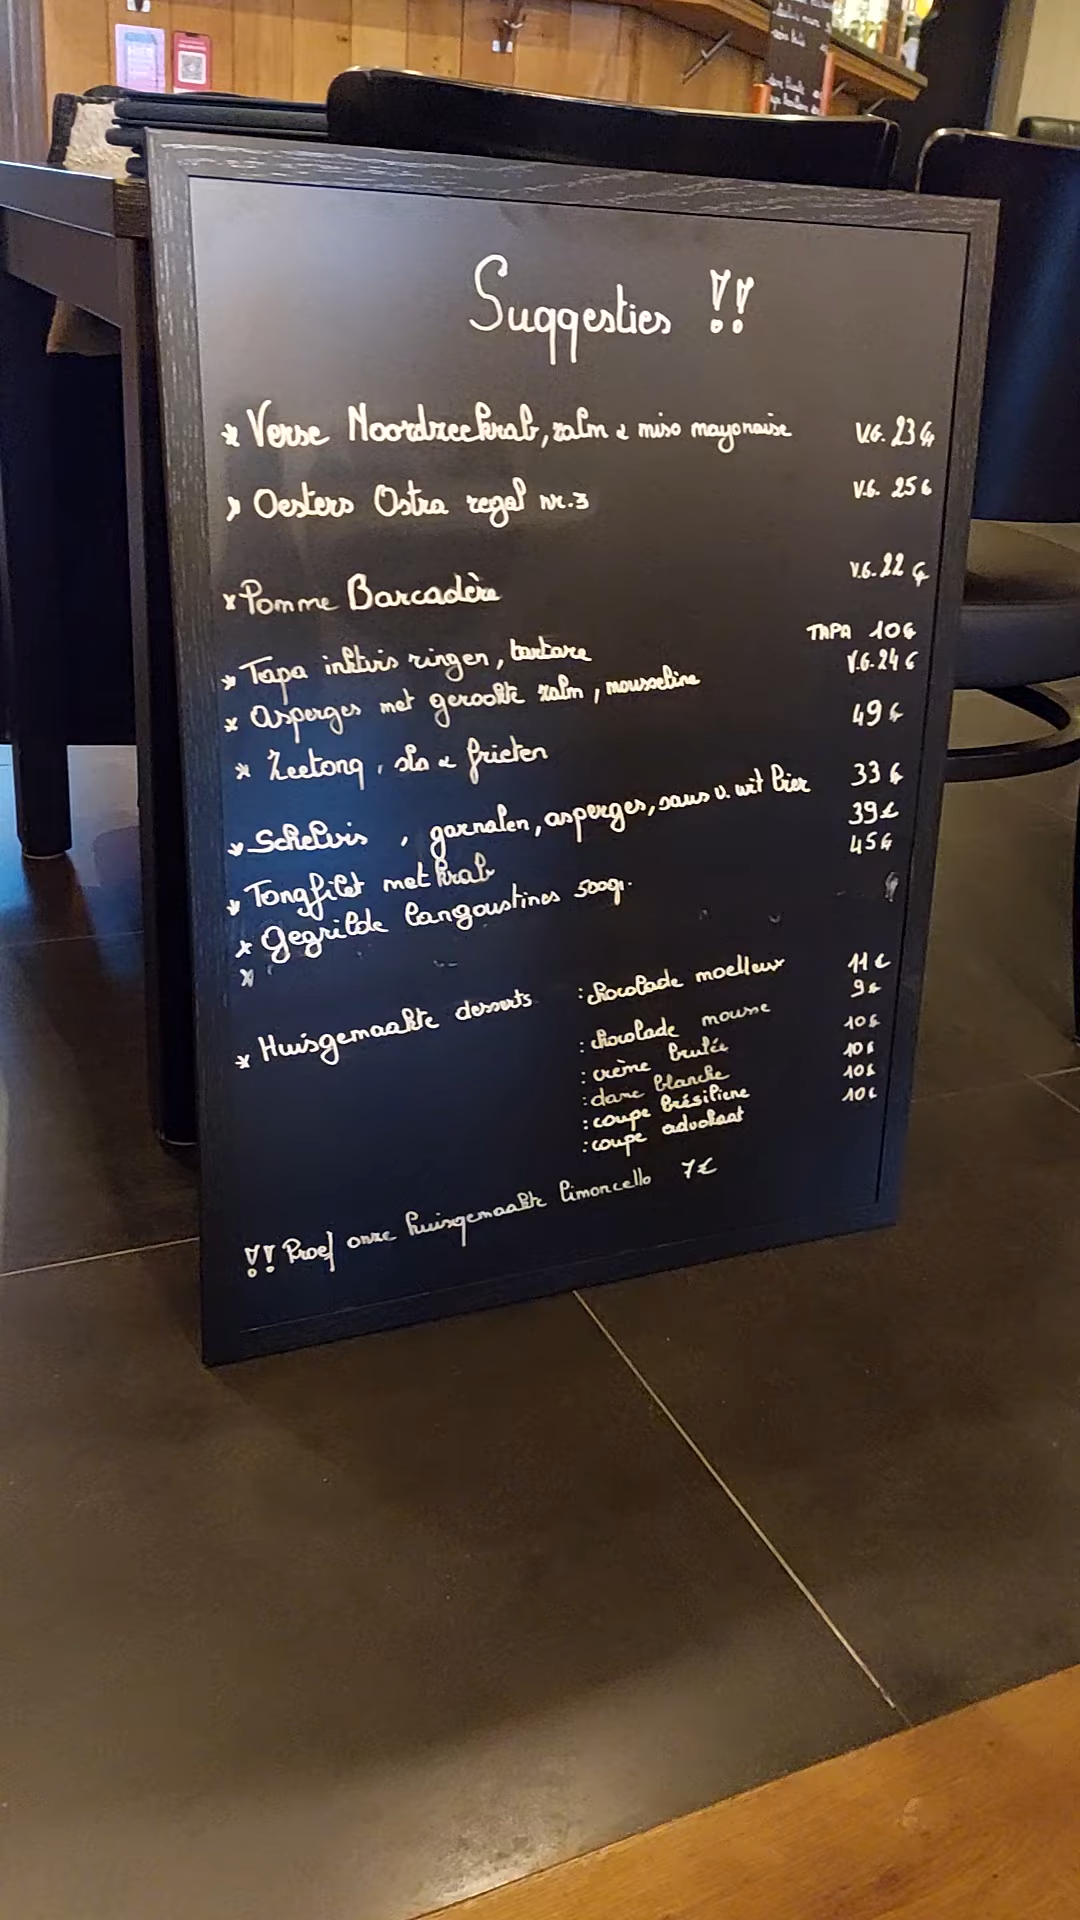 Suggesties !!
* Verse Noordzeekrab, zalm & miso mayonaise V.G. 23 €
* Oesters Ostra regal nr.3 V.G. 25 €
* Pomme Barcadère V.G. 22 €
* Tapa inktvis ringen, tartare TAPA 10 €
* Asperges met gerookte zalm, mousseline V.G. 24 €
* Zeetong, sla & frieten 49 €
* Schelvis, garnalen, asperges, saus v. wit bier 33 €
* Tongfilet met krab 39 €
* Gegrilde langoustines 500gr. 45 €
*
* Huisgemaakte desserts : chocolade moelleux 11 €
: chocolade mousse 9 €
: crème brulée 10 €
: dame blanche 10 €
: coupe brésiliene 10 €
: coupe advokaat 10 €
!! Proef onze huisgemaakte limoncello 7 €